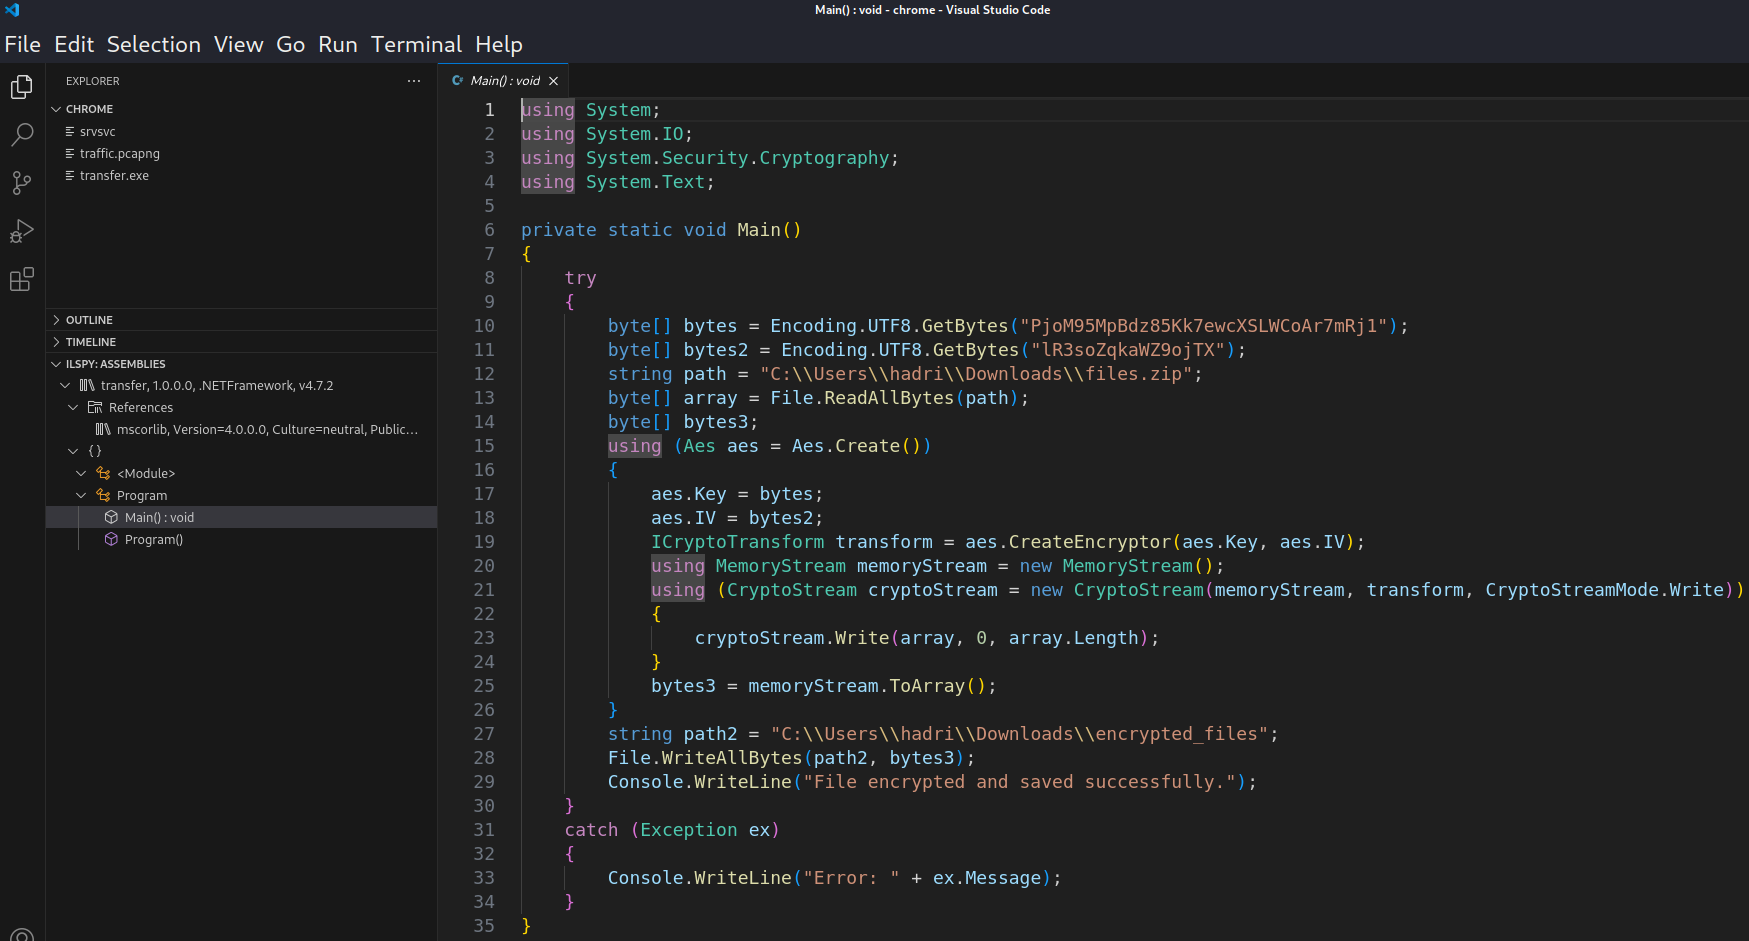 Main() : void - chrome - Visual Studio Code
File Edit Selection View Go Run Terminal Help
EXPLORER
···
CHROME
srvsvc
traffic.pcapng
transfer.exe
OUTLINE
TIMELINE
ILSPY: ASSEMBLIES
transfer, 1.0.0.0, .NETFramework, v4.7.2
References
mscorlib, Version=4.0.0.0, Culture=neutral, Public...
{}
<Module>
Program
Main() : void
Program()
C# Main() : void
1 using System;
2 using System.IO;
3 using System.Security.Cryptography;
4 using System.Text;
5
6 private static void Main()
7 {
8     try
9     {
10         byte[] bytes = Encoding.UTF8.GetBytes("PjoM95MpBdz85Kk7ewcXSLWCoAr7mRj1");
11         byte[] bytes2 = Encoding.UTF8.GetBytes("lR3soZqkaWZ9ojTX");
12         string path = "C:\\Users\\hadri\\Downloads\\files.zip";
13         byte[] array = File.ReadAllBytes(path);
14         byte[] bytes3;
15         using (Aes aes = Aes.Create())
16         {
17             aes.Key = bytes;
18             aes.IV = bytes2;
19             ICryptoTransform transform = aes.CreateEncryptor(aes.Key, aes.IV);
20             using MemoryStream memoryStream = new MemoryStream();
21             using (CryptoStream cryptoStream = new CryptoStream(memoryStream, transform, CryptoStreamMode.Write))
22             {
23                 cryptoStream.Write(array, 0, array.Length);
24             }
25             bytes3 = memoryStream.ToArray();
26         }
27         string path2 = "C:\\Users\\hadri\\Downloads\\encrypted_files";
28         File.WriteAllBytes(path2, bytes3);
29         Console.WriteLine("File encrypted and saved successfully.");
30     }
31     catch (Exception ex)
32     {
33         Console.WriteLine("Error: " + ex.Message);
34     }
35 }